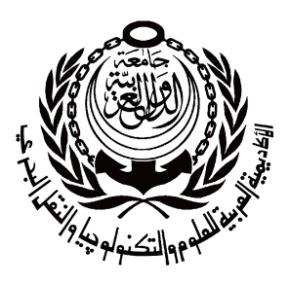 جامعة
الدول العربية
الأكاديمية العربية للعلوم والتكنولوجيا والنقل البحري